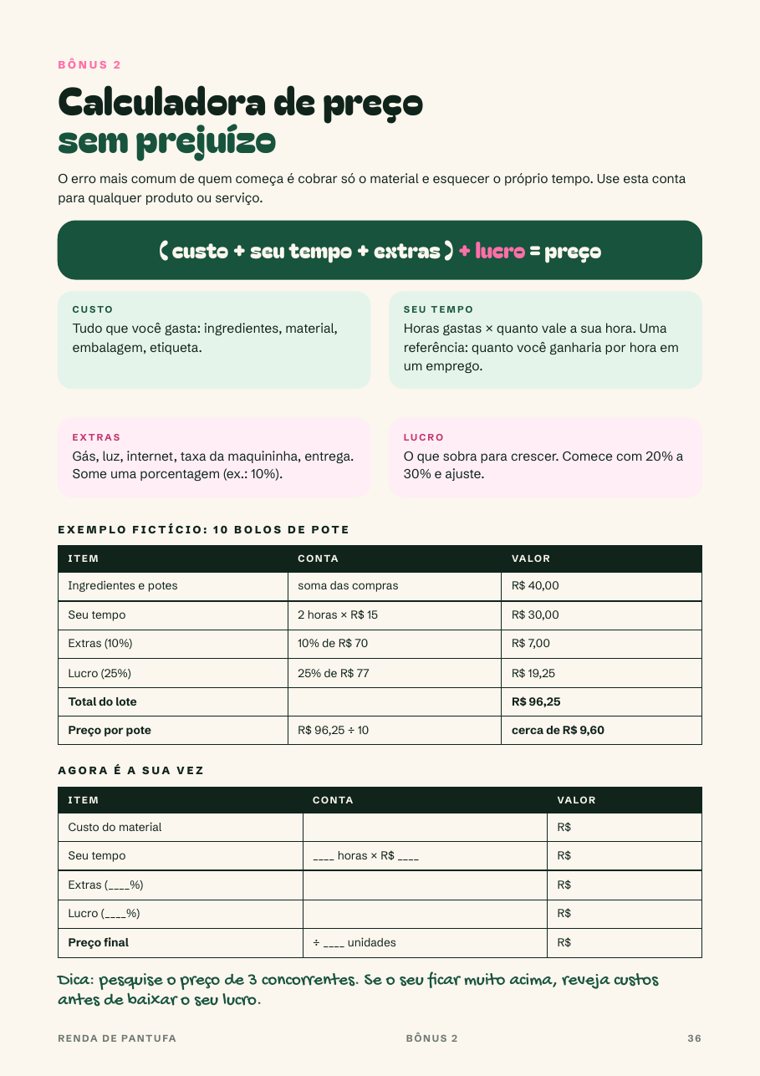 BÔNUS 2
Calculadora de preço
sem prejuízo
O erro mais comum de quem começa é cobrar só o material e esquecer o próprio tempo. Use esta conta
para qualquer produto ou serviço.
( custo + seu tempo + extras ) + lucro = preço
CUSTO
Tudo que você gasta: ingredientes, material,
embalagem, etiqueta.
SEU TEMPO
Horas gastas × quanto vale a sua hora. Uma
referência: quanto você ganharia por hora em
um emprego.
EXTRAS
Gás, luz, internet, taxa da maquininha, entrega.
Some uma porcentagem (ex.: 10%).
LUCRO
O que sobra para crescer. Comece com 20% a
30% e ajuste.
EXEMPLO FICTÍCIO: 10 BOLOS DE POTE
ITEM CONTA VALOR
Ingredientes e potes soma das compras R$ 40,00
Seu tempo 2 horas × R$ 15 R$ 30,00
Extras (10%) 10% de R$ 70 R$ 7,00
Lucro (25%) 25% de R$ 77 R$ 19,25
Total do lote R$ 96,25
Preço por pote R$ 96,25 ÷ 10 cerca de R$ 9,60
AGORA É A SUA VEZ
ITEM CONTA VALOR
Custo do material R$
Seu tempo ____ horas × R$ ____ R$
Extras (____%) R$
Lucro (____%) R$
Preço final ÷ ____ unidades R$
Dica: pesquise o preço de 3 concorrentes. Se o seu ficar muito acima, reveja custos
antes de baixar o seu lucro.
RENDA DE PANTUFA BÔNUS 2 36